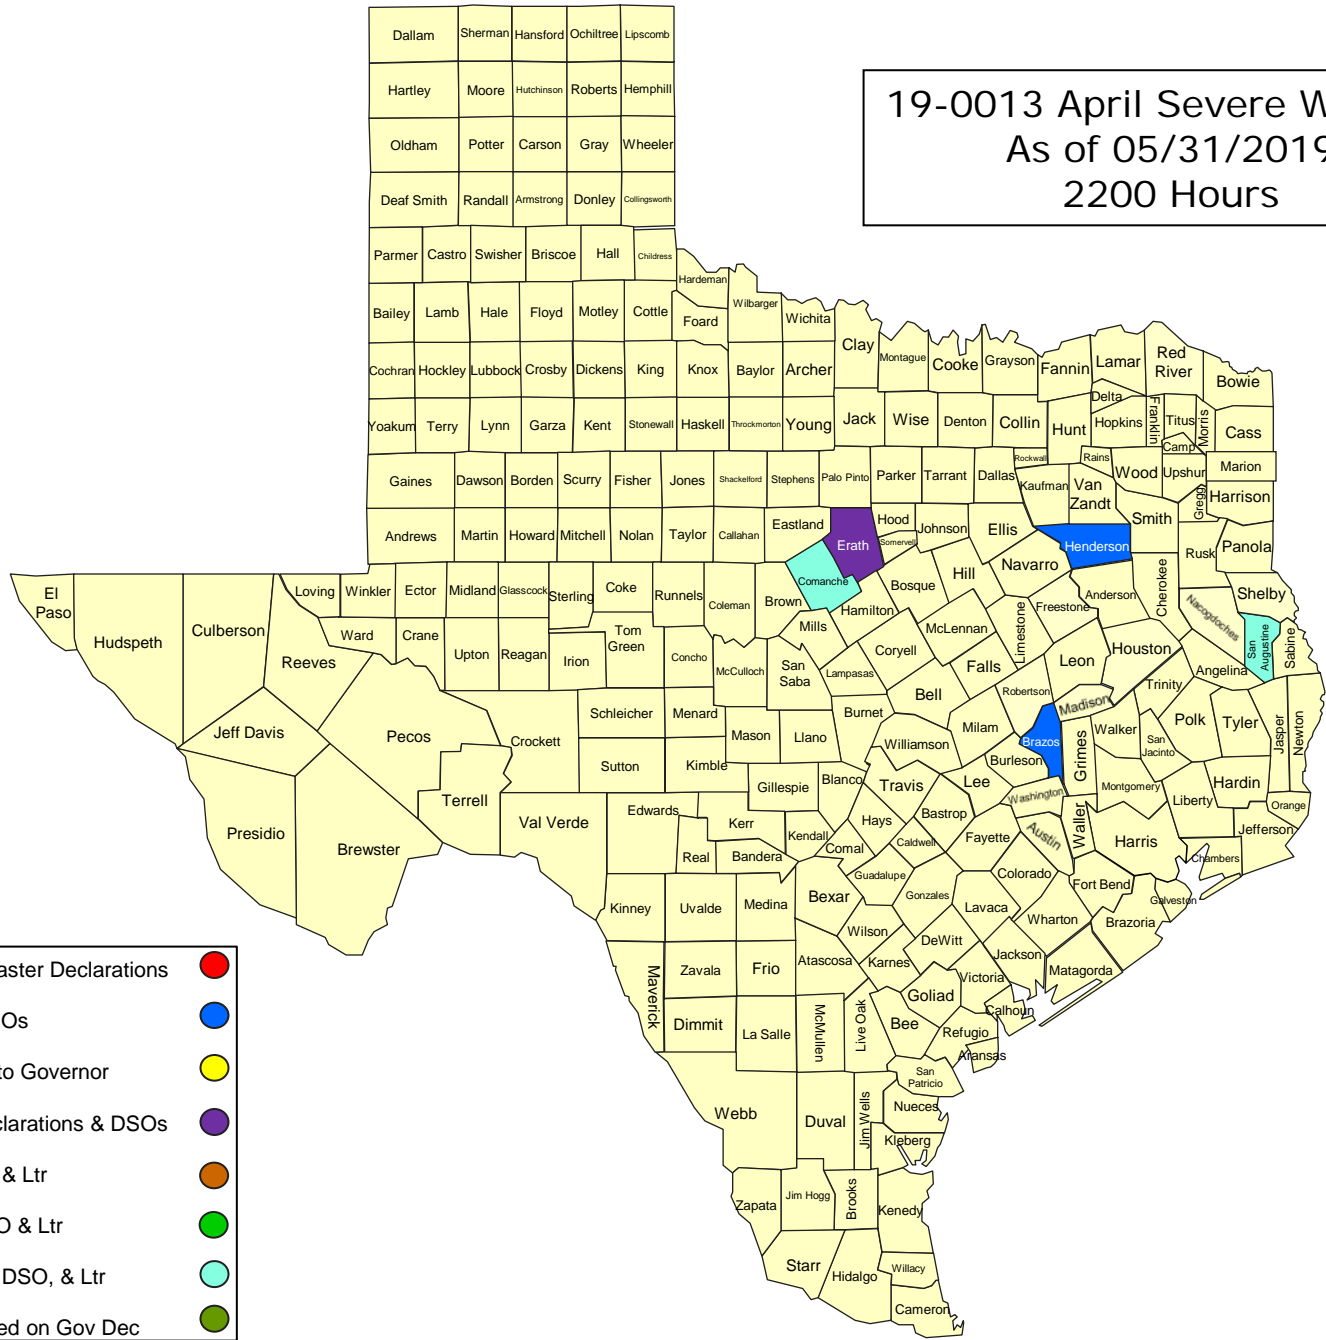 Dallam Sherman Hansford Ochiltree Lipscomb
Hartley Moore Hutchinson Roberts Hemphill
19-0013 April Severe W
As of 05/31/2019
2200 Hours
Oldham Potter Carson Gray Wheeler
Deaf Smith Randall Armstrong Donley Collingsworth
Parmer Castro Swisher Briscoe Hall Childress
Hardeman
Bailey Lamb Hale Floyd Motley Cottle Foard Wilbarger Wichita
Clay Montague Cooke Grayson Fannin Lamar Red
River Bowie
Cochran Hockley Lubbock Crosby Dickens King Knox Baylor Archer
Delta
Yoakum Terry Lynn Garza Kent Stonewall Haskell Throckmorton Young Jack Wise Denton Collin Hunt Hopkins Franklin Titus Morris Cass
Camp
Rockwall Rains
Gaines Dawson Borden Scurry Fisher Jones Shackelford Stephens Palo Pinto Parker Tarrant Dallas Kaufman Van
Zandt Wood Upshur Marion
Gregg Harrison
Andrews Martin Howard Mitchell Nolan Taylor Callahan Eastland Erath Hood Somervell Johnson Ellis Henderson Smith Rusk Panola
El
Paso Hudspeth Culberson Loving Winkler Ector Midland Glasscock Sterling Coke Runnels Coleman Brown Comanche Hamilton Bosque Hill Navarro Freestone Anderson Cherokee Nacogdoches Shelby
Reeves Ward Crane Upton Reagan Irion Tom
Green Concho McCulloch San
Saba Mills Lampasas Coryell McLennan Limestone Falls Leon Houston Angelina San
Augustine Sabine
Jeff Davis Pecos Crockett Schleicher Menard Mason Llano Burnet Bell Milam Robertson Madison Trinity Walker
San
Jacinto Polk Tyler Jasper Newton
Sutton Kimble Gillespie Blanco Williamson Travis Lee Burleson Brazos Grimes Washington Montgomery Liberty Hardin Orange
Presidio Brewster Terrell Val Verde Edwards Kerr Real Bandera Kendall Comal Hays Caldwell Bastrop Fayette Austin Waller Harris Jefferson
Chambers
Kinney Uvalde Medina Bexar Guadalupe Gonzales Lavaca Colorado Fort Bend Wharton Brazoria Galveston
Maverick Zavala Frio Atascosa Wilson Karnes DeWitt Jackson Matagorda
Victoria
Dimmit La Salle McMullen Live Oak Bee Goliad Refugio Calhoun
Aransas
San
Patricio
Webb Duval Jim Wells Nueces
Kleberg
Zapata Jim Hogg Brooks Kenedy
Starr Hidalgo Willacy
Cameron
aster Declarations
Os
to Governor
clarations & DSOs
& Ltr
O & Ltr
DSO, & Ltr
ed on Gov Dec